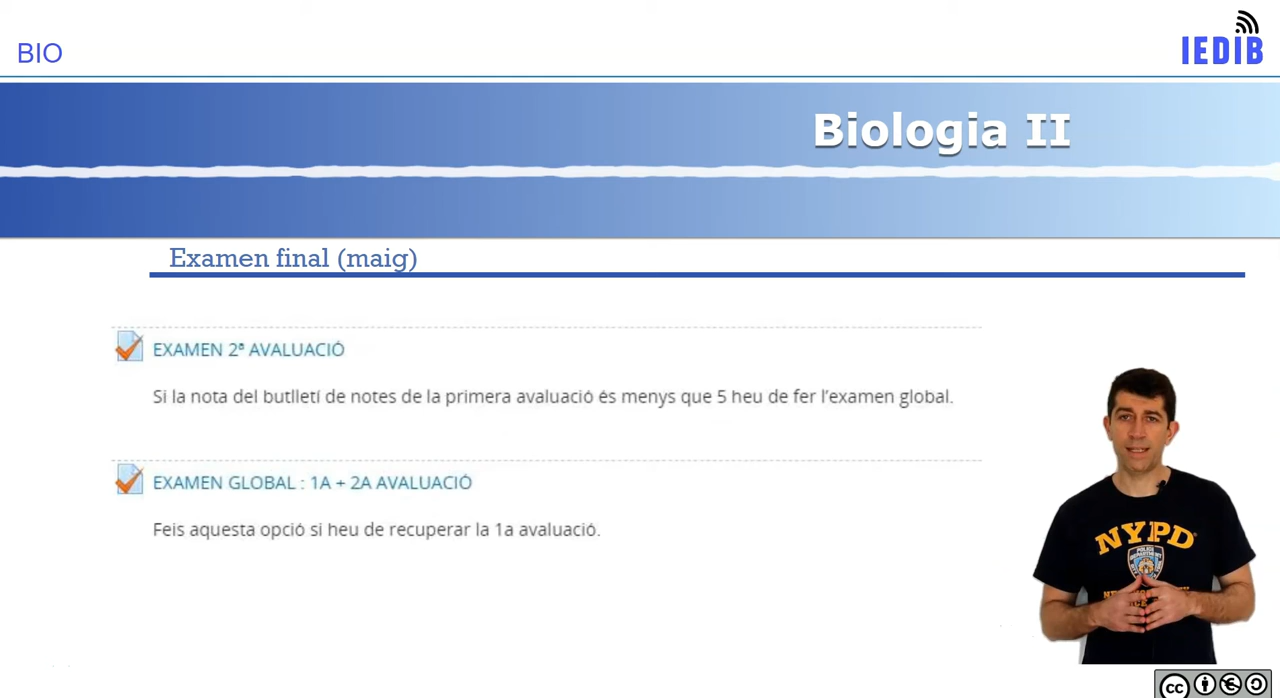 BIO
IEDIB
Biologia II
Examen final (maig)
EXAMEN 2ª AVALUACIÓ
Si la nota del butlletí de notes de la primera avaluació és menys que 5 heu de fer l’examen global.
EXAMEN GLOBAL : 1A + 2A AVALUACIÓ
Feis aquesta opció si heu de recuperar la 1a avaluació.
NYPD
cc